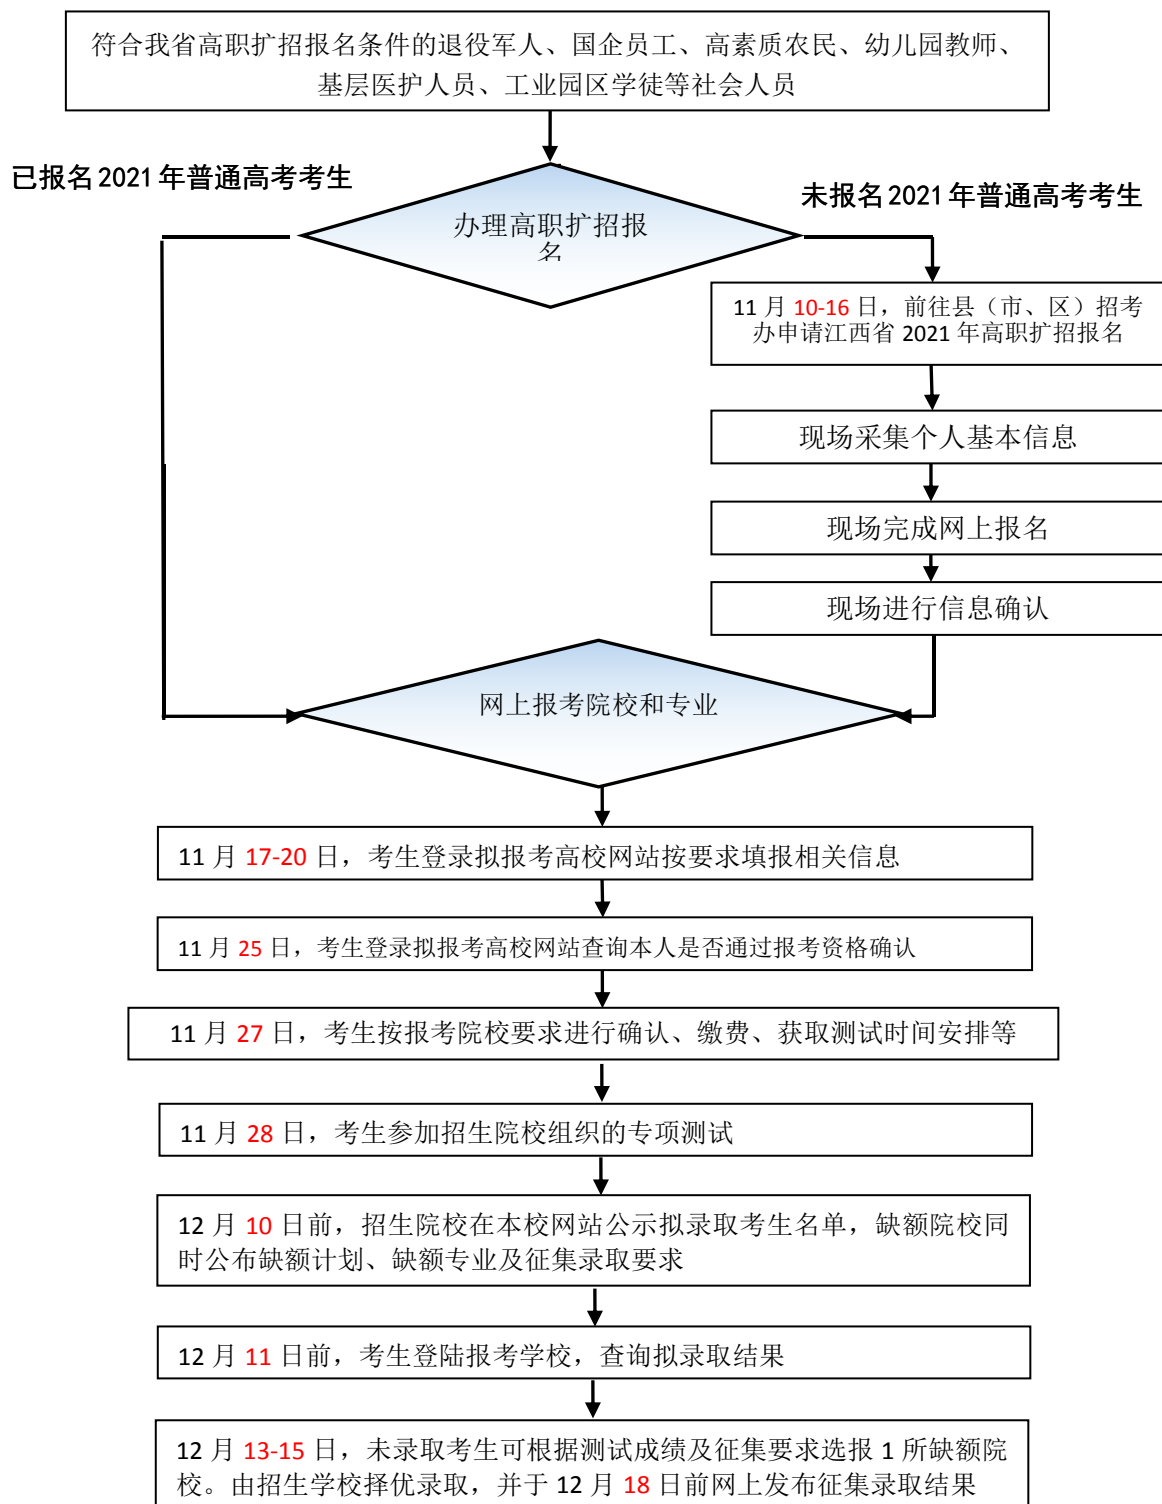 符合我省高职扩招报名条件的退役军人、国企员工、高素质农民、幼儿园教师、
基层医护人员、工业园区学徒等社会人员
已报名2021年普通高考考生
未报名2021年普通高考考生
办理高职扩招报
名
11月10-16日，前往县（市、区）招考
办申请江西省2021年高职扩招报名
现场采集个人基本信息
现场完成网上报名
现场进行信息确认
网上报考院校和专业
11月17-20日，考生登录拟报考高校网站按要求填报相关信息
11月25日，考生登录拟报考高校网站查询本人是否通过报考资格确认
11月27日，考生按报考院校要求进行确认、缴费、获取测试时间安排等
11月28日，考生参加招生院校组织的专项测试
12月10日前，招生院校在本校网站公示拟录取考生名单，缺额院校同
时公布缺额计划、缺额专业及征集录取要求
12月11日前，考生登陆报考学校，查询拟录取结果
12月13-15日，未录取考生可根据测试成绩及征集要求选报1所缺额院
校。由招生学校择优录取，并于12月18日前网上发布征集录取结果